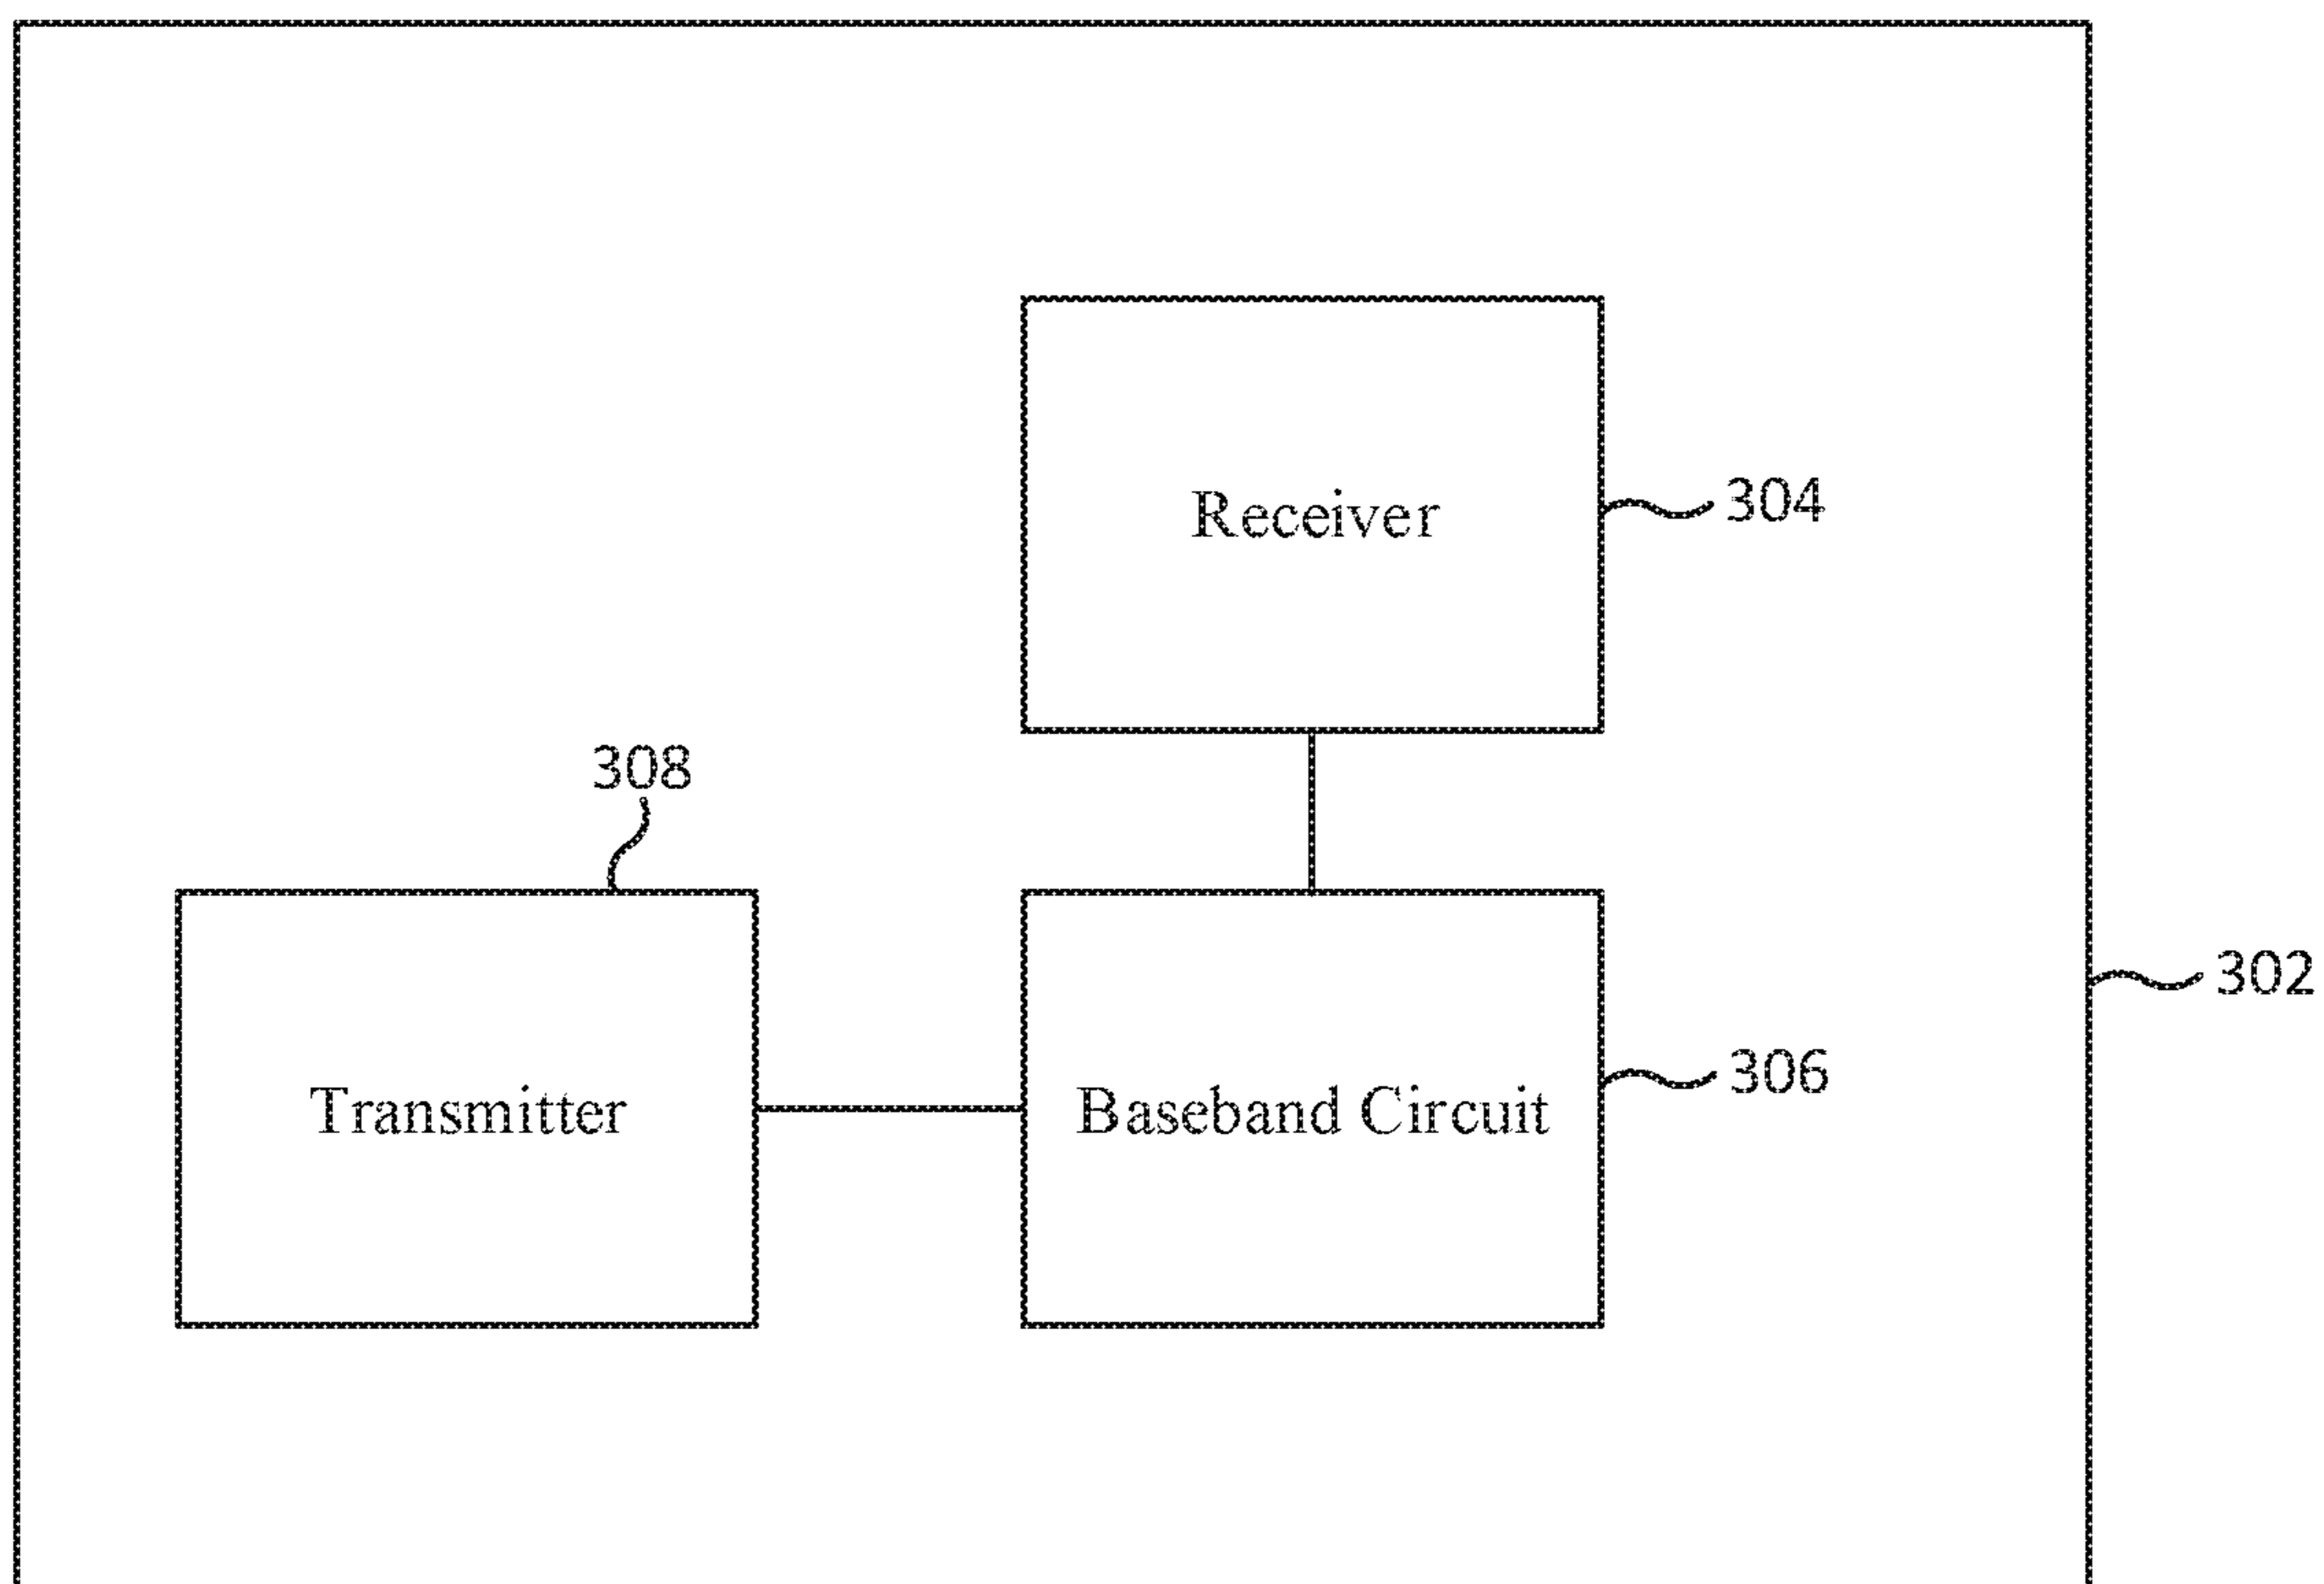 Receiver
304
308
302
Transmitter
Baseband Circuit
306